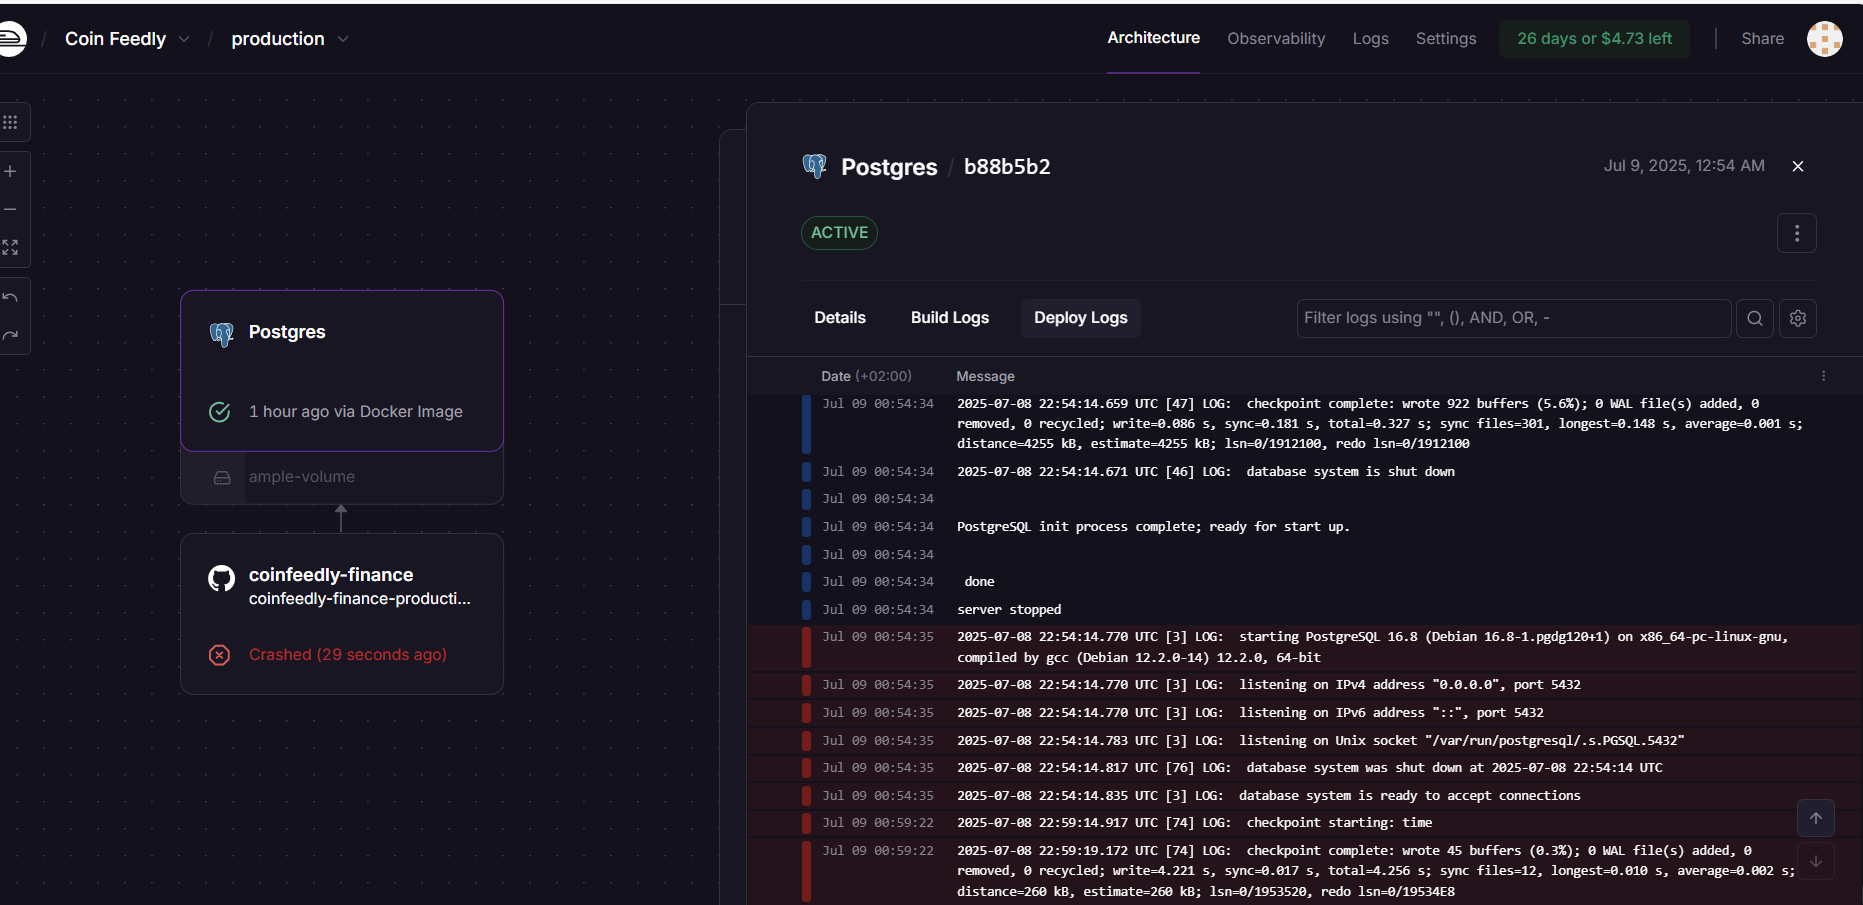 / Coin Feedly / production
Architecture Observability Logs Settings 26 days or $4.73 left Share
Postgres / b88b5b2
Jul 9, 2025, 12:54 AM
ACTIVE
Details Build Logs Deploy Logs
Filter logs using "", (), AND, OR, -
Date (+02:00) Message
Jul 09 00:54:34 2025-07-08 22:54:14.659 UTC [47] LOG: checkpoint complete: wrote 922 buffers (5.6%); 0 WAL file(s) added, 0
removed, 0 recycled; write=0.086 s, sync=0.181 s, total=0.327 s; sync files=301, longest=0.148 s, average=0.001 s;
distance=4255 kB, estimate=4255 kB; lsn=0/1912100, redo lsn=0/1912100
Jul 09 00:54:34 2025-07-08 22:54:14.671 UTC [46] LOG: database system is shut down
Jul 09 00:54:34
Jul 09 00:54:34 PostgreSQL init process complete; ready for start up.
Jul 09 00:54:34
Jul 09 00:54:34 done
Jul 09 00:54:34 server stopped
Jul 09 00:54:35 2025-07-08 22:54:14.770 UTC [3] LOG: starting PostgreSQL 16.8 (Debian 16.8-1.pgdg120+1) on x86_64-pc-linux-gnu,
compiled by gcc (Debian 12.2.0-14) 12.2.0, 64-bit
Jul 09 00:54:35 2025-07-08 22:54:14.770 UTC [3] LOG: listening on IPv4 address "0.0.0.0", port 5432
Jul 09 00:54:35 2025-07-08 22:54:14.770 UTC [3] LOG: listening on IPv6 address "::", port 5432
Jul 09 00:54:35 2025-07-08 22:54:14.783 UTC [3] LOG: listening on Unix socket "/var/run/postgresql/.s.PGSQL.5432"
Jul 09 00:54:35 2025-07-08 22:54:14.817 UTC [76] LOG: database system was shut down at 2025-07-08 22:54:14 UTC
Jul 09 00:54:35 2025-07-08 22:54:14.835 UTC [3] LOG: database system is ready to accept connections
Jul 09 00:59:22 2025-07-08 22:59:14.917 UTC [74] LOG: checkpoint starting: time
Jul 09 00:59:22 2025-07-08 22:59:19.172 UTC [74] LOG: checkpoint complete: wrote 45 buffers (0.3%); 0 WAL file(s) added, 0
removed, 0 recycled; write=4.221 s, sync=0.017 s, total=4.256 s; sync files=12, longest=0.010 s, average=0.002 s;
distance=260 kB, estimate=260 kB; lsn=0/1953520, redo lsn=0/19534E8
Postgres
1 hour ago via Docker Image
ample-volume
coinfeedly-finance
coinfeedly-finance-producti...
Crashed (29 seconds ago)